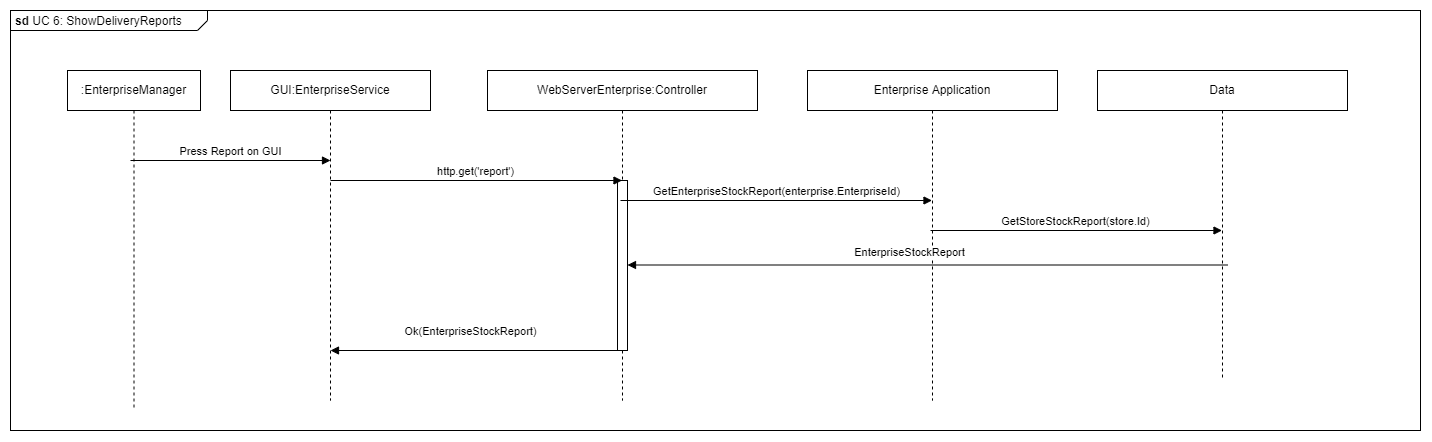 sd UC 6: ShowDeliveryReports
:EnterpriseManager
GUI:EnterpriseService
WebServerEnterprise:Controller
Enterprise Application
Data
Press Report on GUI
http.get('report')
GetEnterpriseStockReport(enterprise.EnterpriseId)
GetStoreStockReport(store.Id)
EnterpriseStockReport
Ok(EnterpriseStockReport)